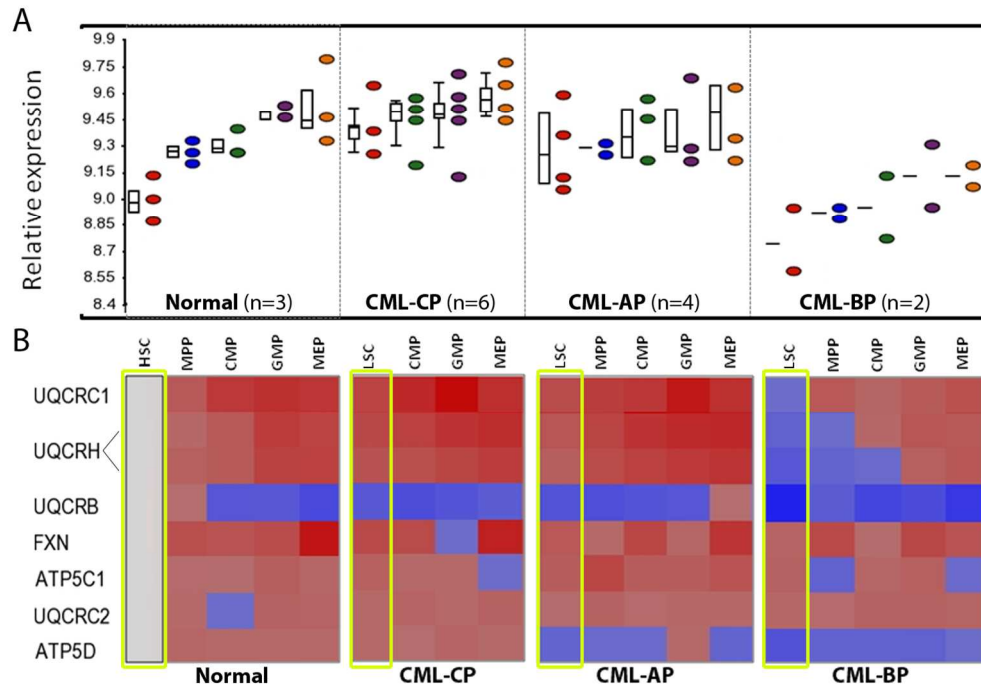 A
Relative expression
9.9
9.75
9.6
9.45
9.3
9.15
9.0
8.85
8.7
8.55
8.4
Normal (n=3) CML-CP (n=6) CML-AP (n=4) CML-BP (n=2)
B
HSC MPP CMP GMP MEP LSC CMP GMP MEP LSC MPP CMP GMP MEP LSC MPP CMP GMP MEP
UQCRC1
UQCRH
UQCRB
FXN
ATP5C1
UQCRC2
ATP5D
Normal CML-CP CML-AP CML-BP